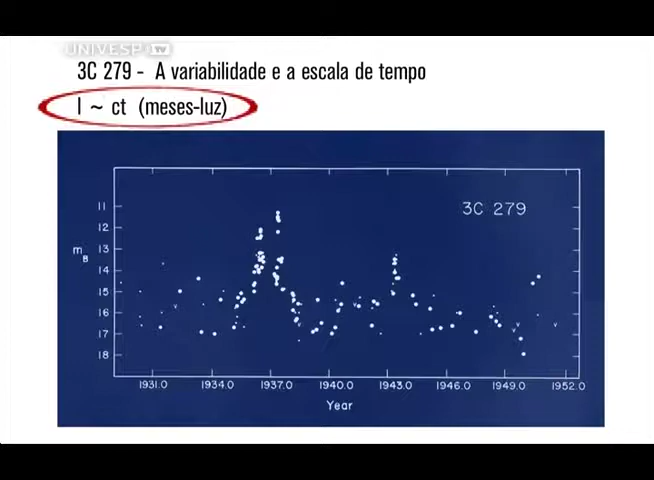 UNIVESP TV
3C 279 - A variabilidade e a escala de tempo
l ~ ct (meses-luz)
3C 279
11
12
13
m B
14
15
16
17
18
1931.0 1934.0 1937.0 1940.0 1943.0 1946.0 1949.0 1952.0
Year